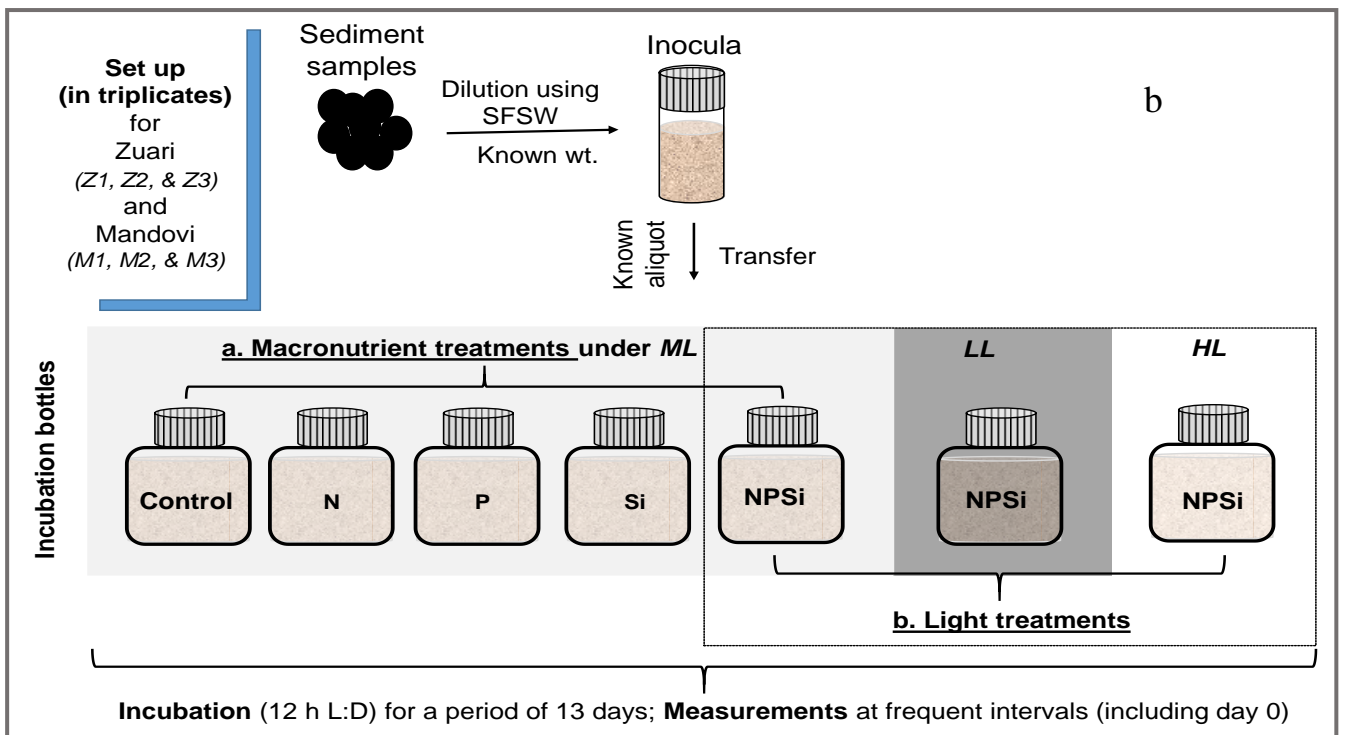 Set up
(in triplicates)
for
Zuari
(Z1, Z2, & Z3)
and
Mandovi
(M1, M2, & M3)
Sediment
samples
Dilution using
SFSW
Known wt.
Inocula
b
Known
aliquot
Transfer
Incubation bottles
a. Macronutrient treatments under ML
LL
HL
Control
N
P
Si
NPSi
NPSi
NPSi
b. Light treatments
Incubation (12 h L:D) for a period of 13 days; Measurements at frequent intervals (including day 0)